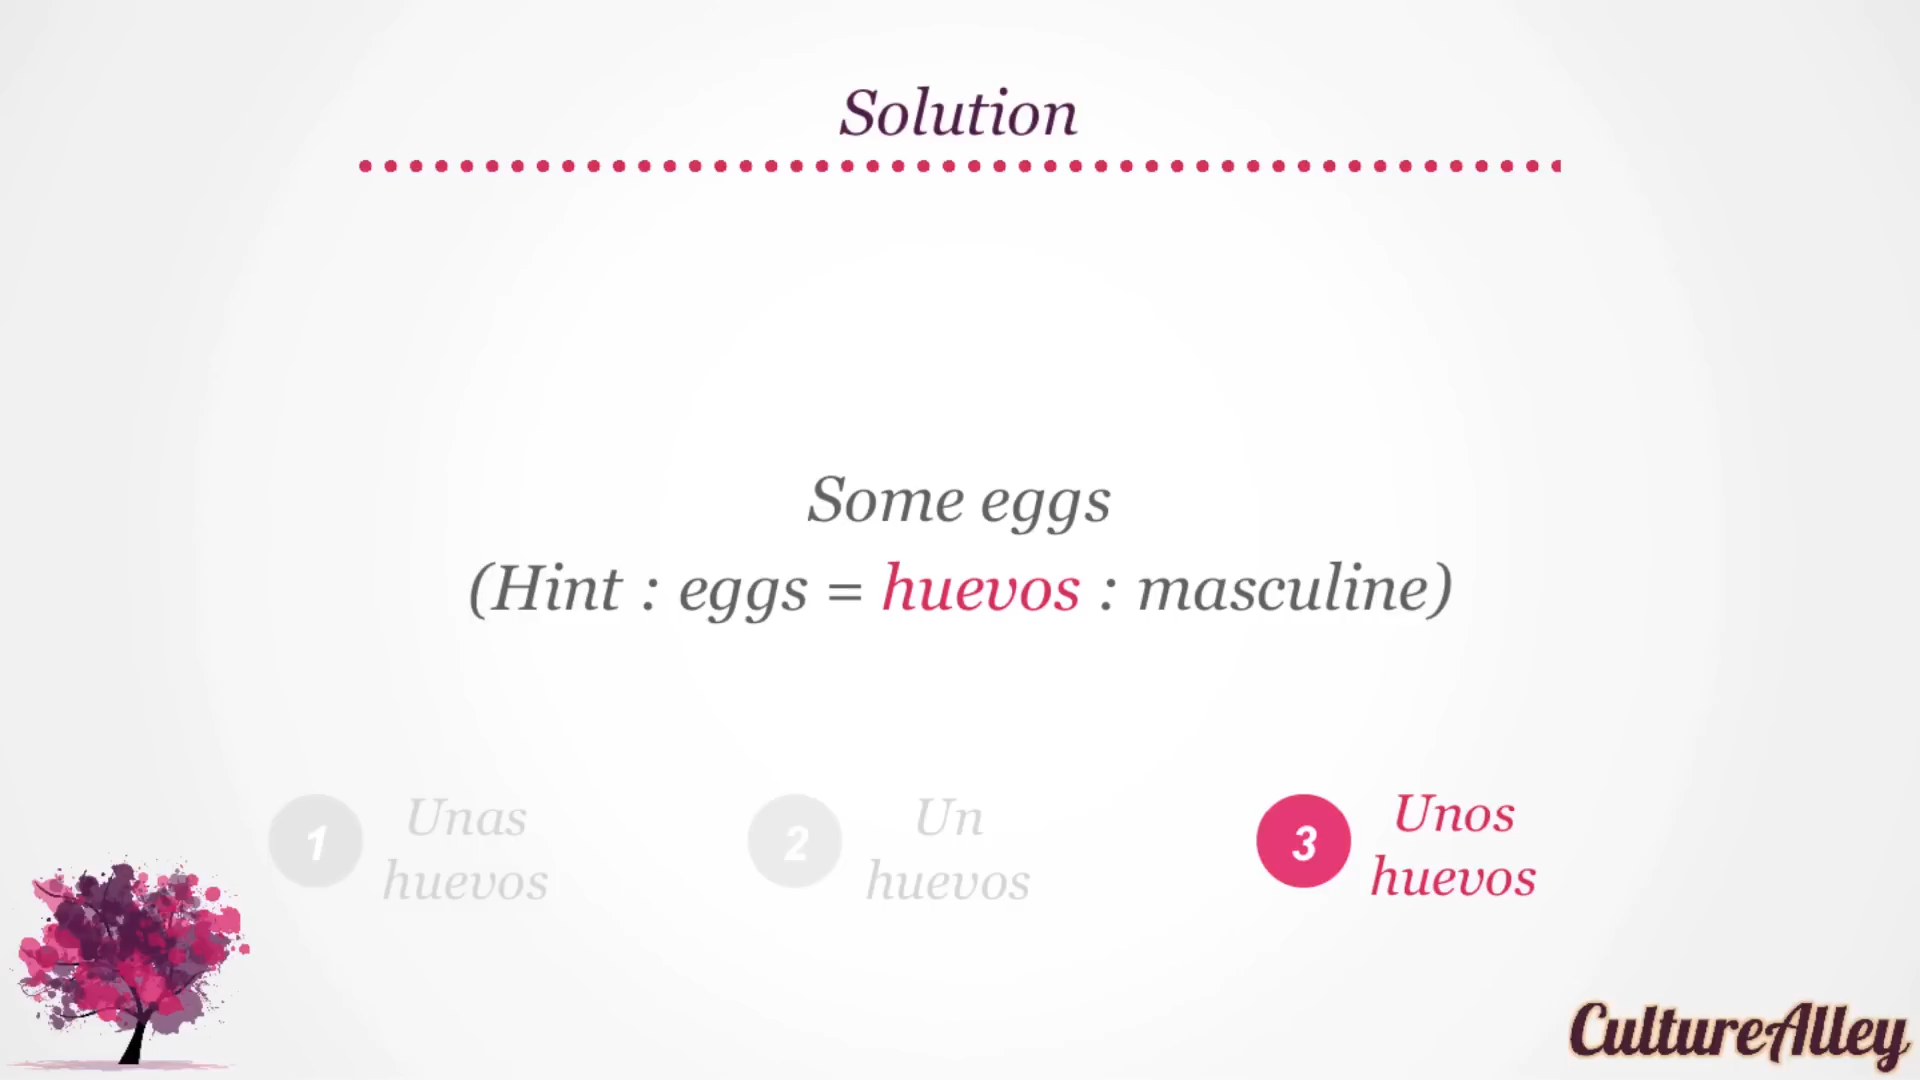 Solution
Some eggs
(Hint : eggs = huevos : masculine)
1 Unas huevos
2 Un huevos
3 Unos huevos
CultureAlley